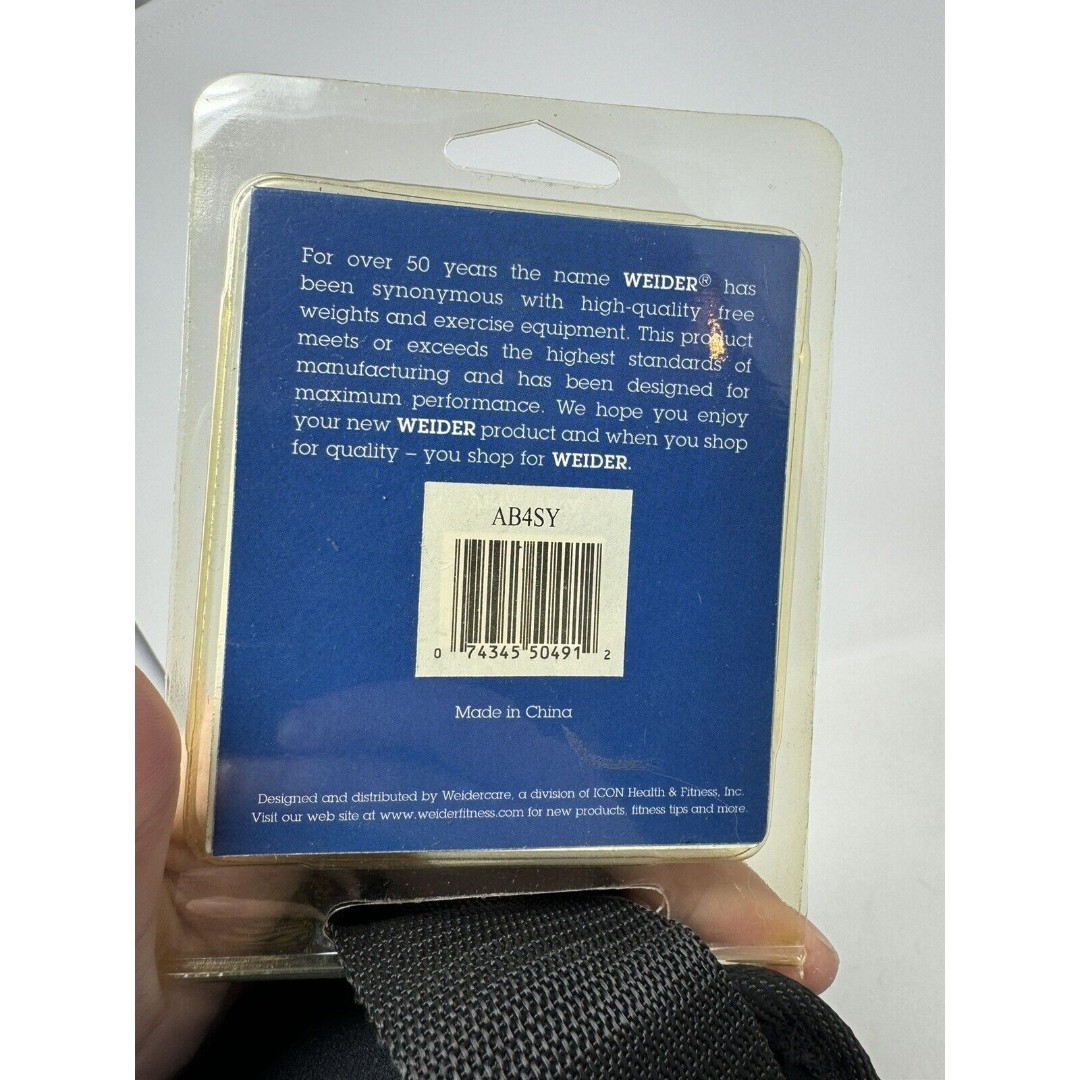 For over 50 years the name WEIDER® has
been synonymous with high-quality free
weights and exercise equipment. This product
meets or exceeds the highest standards of
manufacturing and has been designed for
maximum performance. We hope you enjoy
your new WEIDER product and when you shop
for quality – you shop for WEIDER.
AB4SY
0 74345 50491 2
Made in China
Designed and distributed by Weidercare, a division of ICON Health & Fitness, Inc.
Visit our web site at www.weiderfitness.com for new products, fitness tips and more.